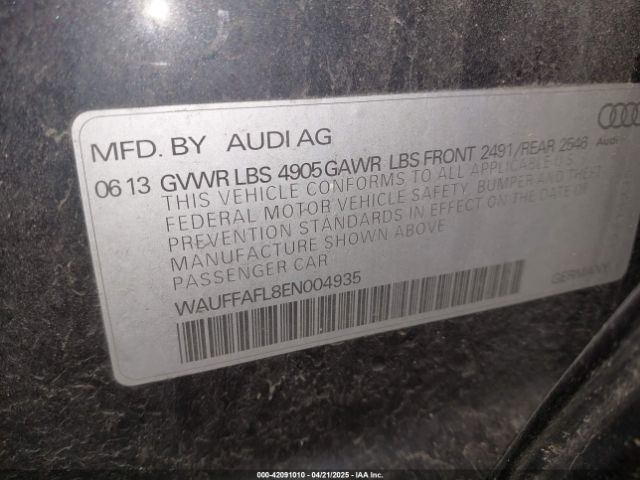 MFD. BY AUDI AG
Audi
06 13 GVWR LBS 4905 GAWR LBS FRONT 2491/REAR 2546
THIS VEHICLE CONFORMS TO ALL APPLICABLE U.S.
FEDERAL MOTOR VEHICLE SAFETY, BUMPER AND THEFT
PREVENTION STANDARDS IN EFFECT ON THE DATE OF
MANUFACTURE SHOWN ABOVE
PASSENGER CAR
WAUFFAFL8EN004935
GERMANY
000-42091010 04/21/2025 - IAA Inc.